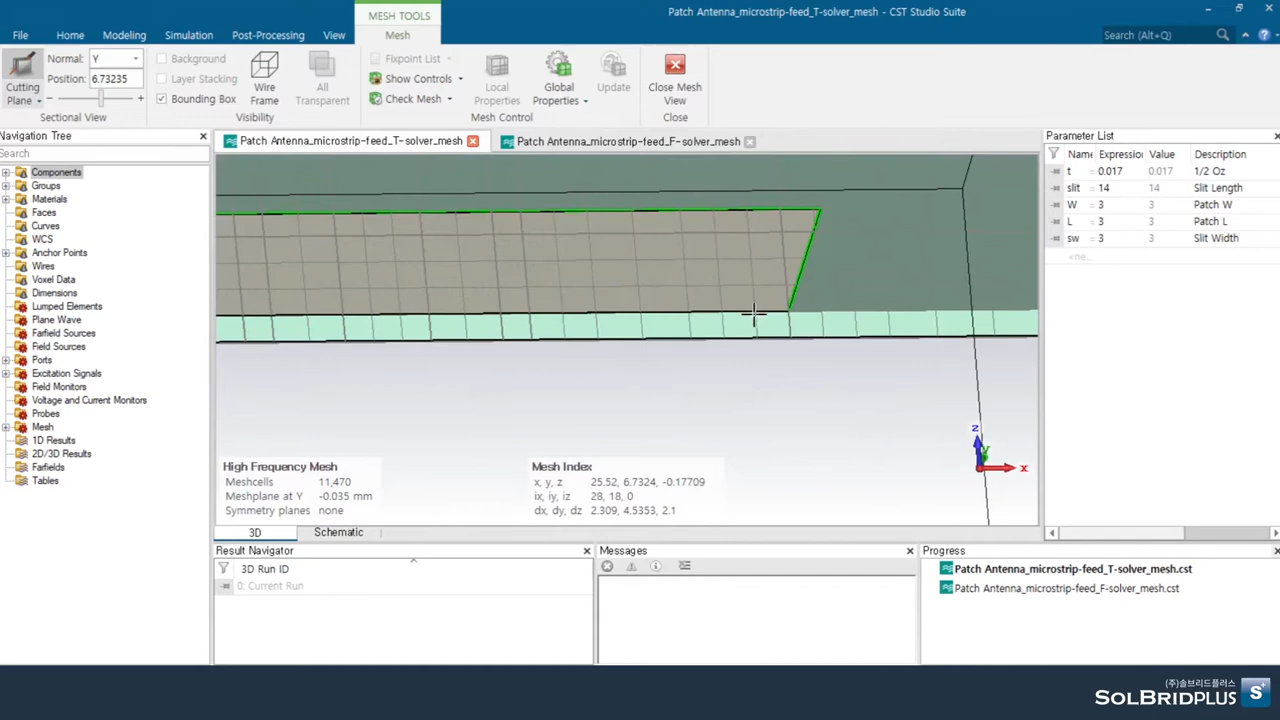 MESH TOOLS
Patch Antenna_microstrip-feed_T-solver_mesh - CST Studio Suite
File Home Modeling Simulation Post-Processing View Mesh
Search (Alt+Q)
Cutting Plane
Normal: Y
Position: 6.73235
Background
Layer Stacking
Bounding Box
Sectional View
Wire Frame
All Transparent
Visibility
Fixpoint List
Show Controls
Check Mesh
Local Properties
Global Properties
Update
Mesh Control
Close Mesh View
Close
Navigation Tree
Search
Components
Groups
Materials
Faces
Curves
WCS
Anchor Points
Wires
Voxel Data
Dimensions
Lumped Elements
Plane Wave
Farfield Sources
Field Sources
Ports
Excitation Signals
Field Monitors
Voltage and Current Monitors
Probes
Mesh
1D Results
2D/3D Results
Farfields
Tables
Patch Antenna_microstrip-feed_T-solver_mesh
Patch Antenna_microstrip-feed_F-solver_mesh
z
y
x
High Frequency Mesh
Meshcells 11,470
Meshplane at Y -0.035 mm
Symmetry planes none
Mesh Index
x, y, z 25.52, 6.7324, -0.17709
ix, iy, iz 28, 18, 0
dx, dy, dz 2.309, 4.5353, 2.1
3D Schematic
Parameter List
Name Expressio Value Description
t = 0.017 0.017 1/2 Oz
slit = 14 14 Slit Length
W = 3 3 Patch W
L = 3 3 Patch L
sw = 3 3 Slit Width
<ne...
Result Navigator
3D Run ID
0: Current Run
Messages
Progress
Patch Antenna_microstrip-feed_T-solver_mesh.cst
Patch Antenna_microstrip-feed_F-solver_mesh.cst
(주)솔브리드플러스
SOLBRIDPLUS S+